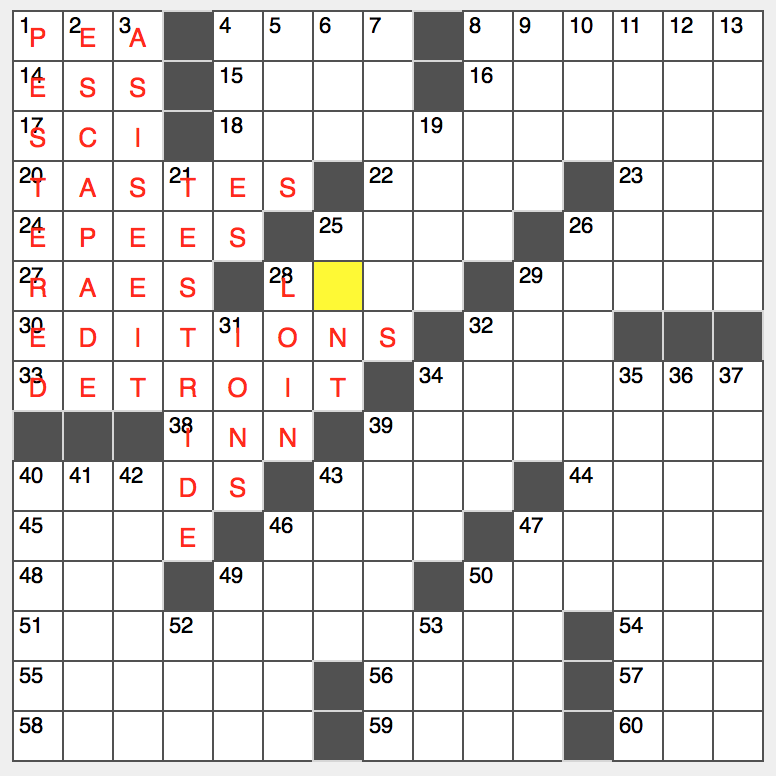 1 2 3 4 5 6 7 8 9 10 11 12 13
P E A
14 15 16
E S S
17 18 19
S C I
20 21 22 23
T A S T E S
24 25 26
E P E E S
27 28 29
R A E S L
30 31 32
E D I T I O N S
33 34 35 36 37
D E T R O I T
38 39
I N N
40 41 42 43 44
D S
45 46 47
E
48 49 50
51 52 53 54
55 56 57
58 59 60